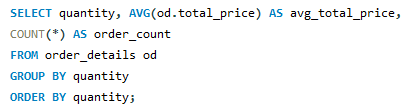 SELECT quantity, AVG(od.total_price) AS avg_total_price,
COUNT(*) AS order_count
FROM order_details od
GROUP BY quantity
ORDER BY quantity;